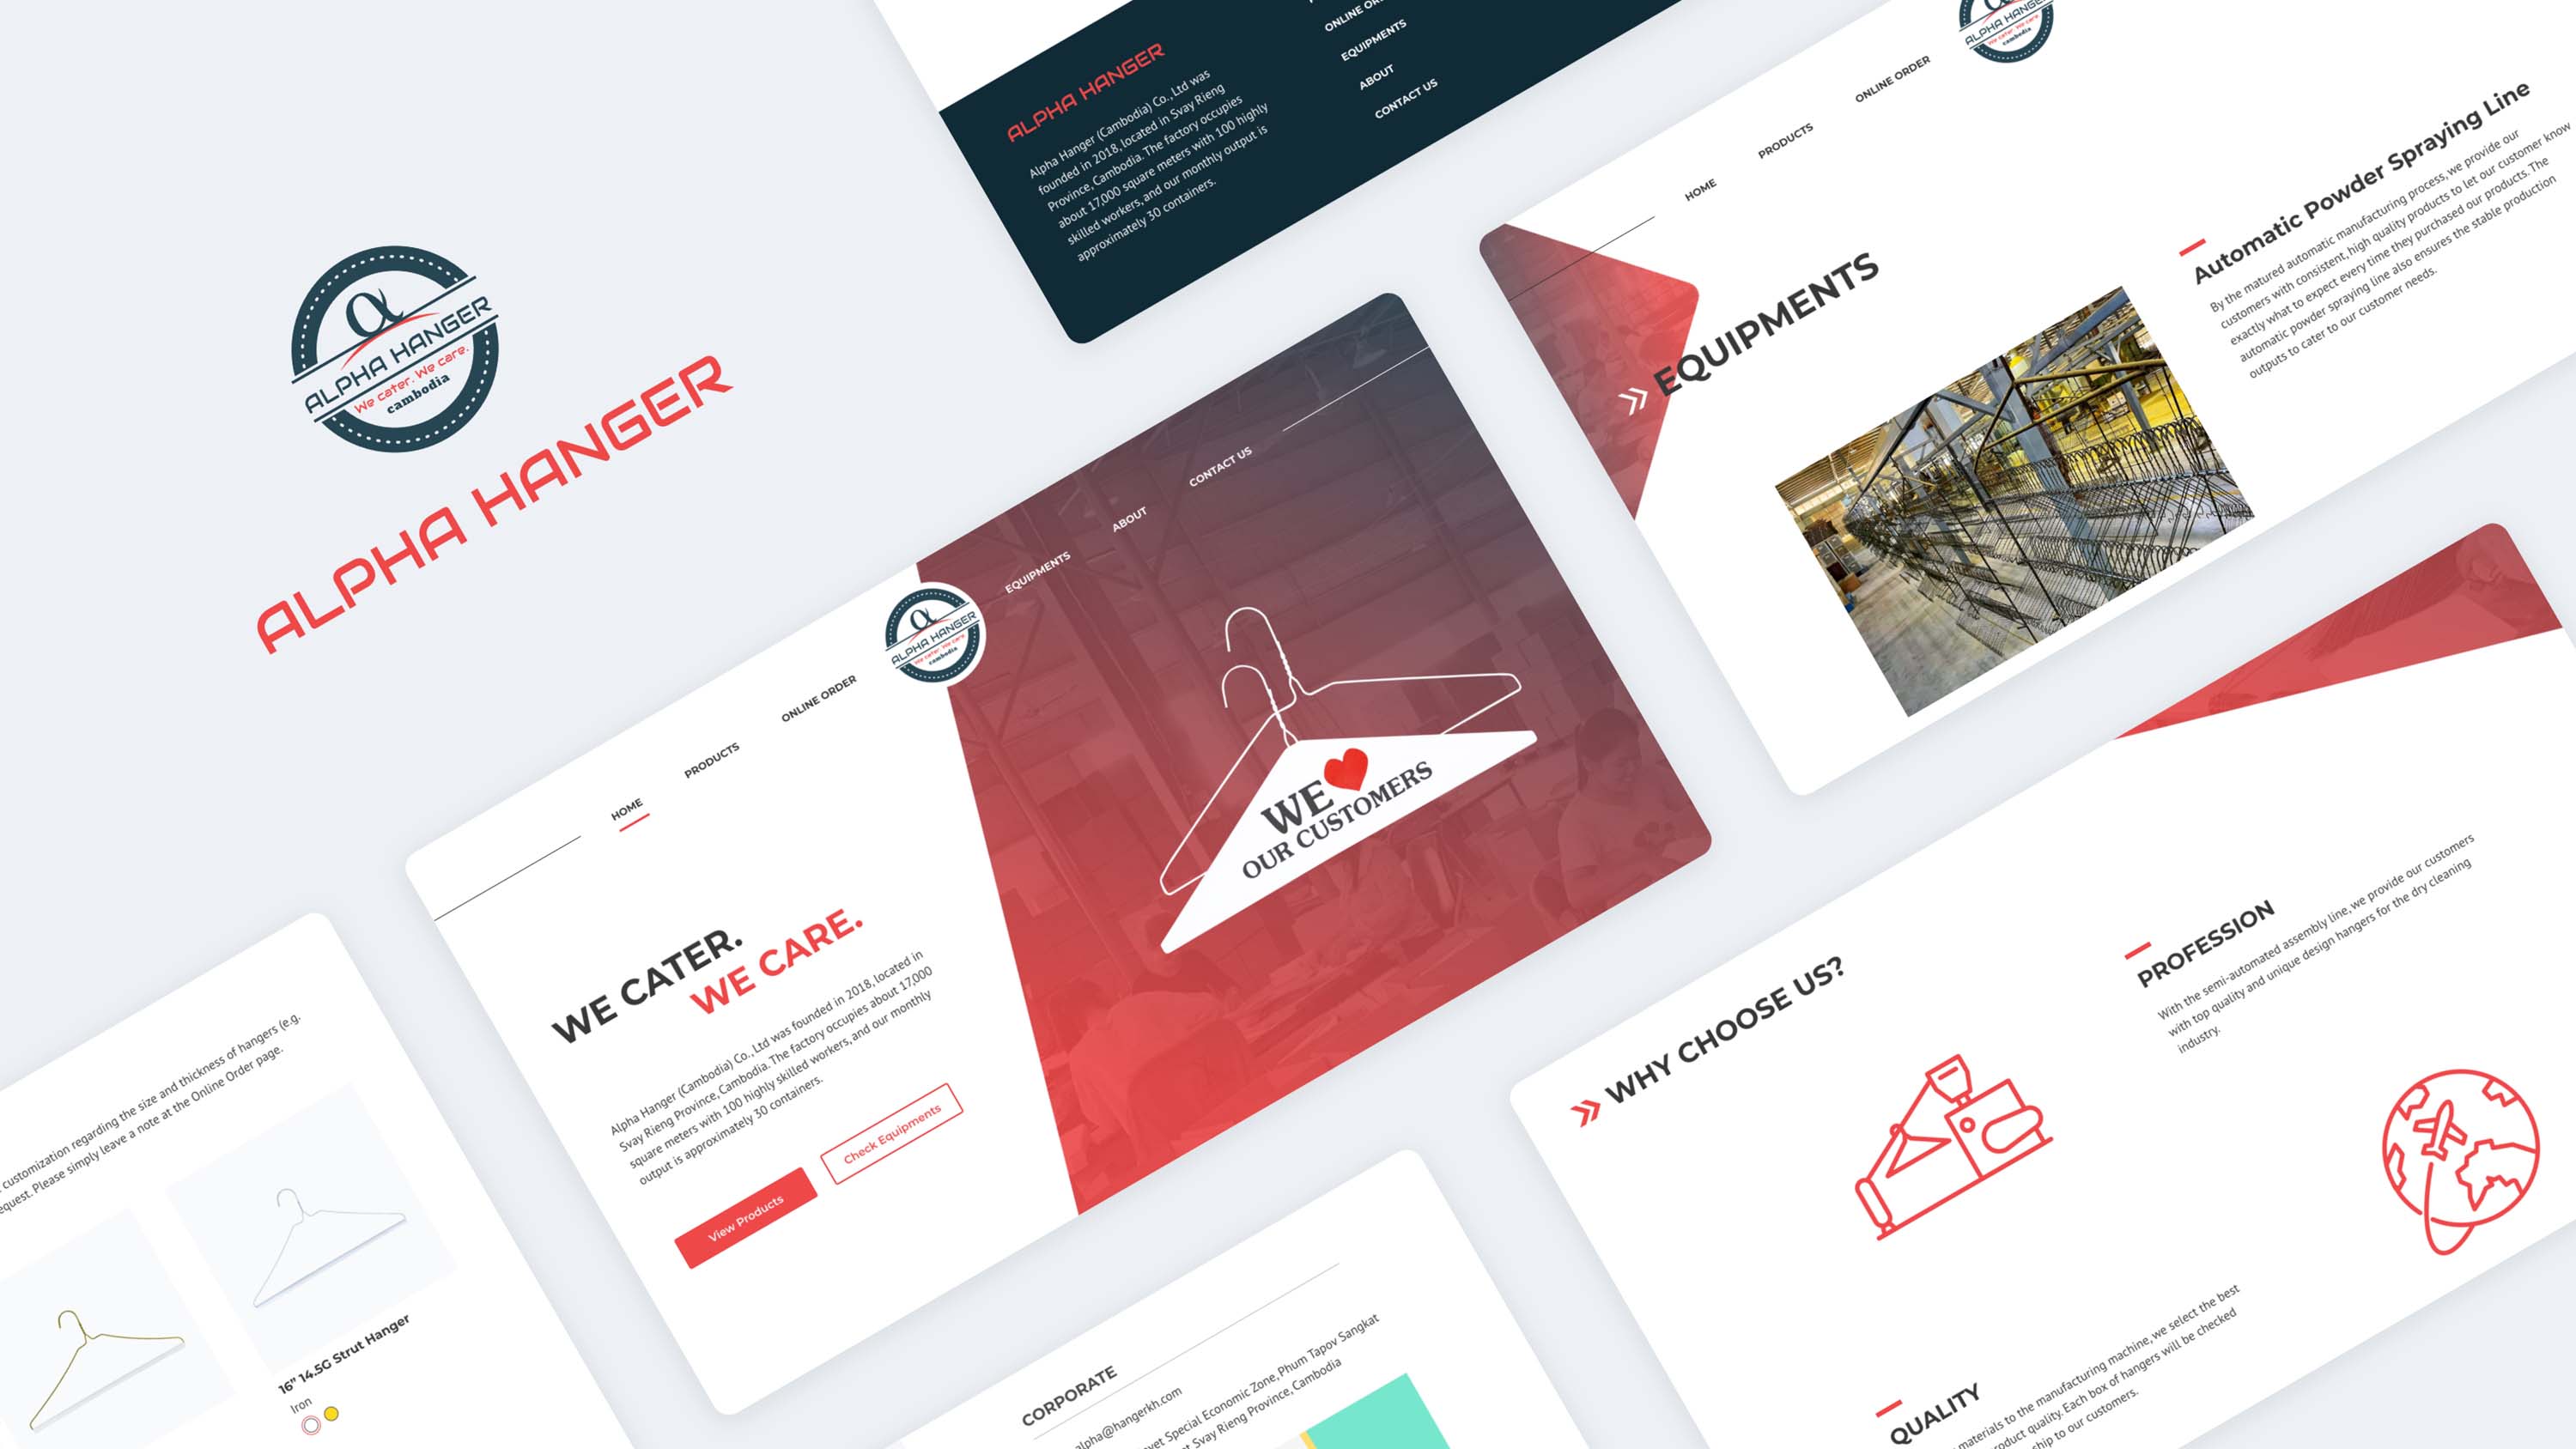 α
ALPHA HANGER
We cater. We care.
cambodia
ALPHA HANGER
ALPHA HANGER
Alpha Hanger (Cambodia) Co., Ltd was
founded in 2018, located in Svay Rieng
Province, Cambodia. The factory occupies
about 17,000 square meters with 100 highly
skilled workers, and our monthly output is
approximately 30 containers.
ONLINE
EQUIPMENTS
ABOUT
CONTACT US
HOME
PRODUCTS
ONLINE ORDER
α
ALPHA HANGER
We cater. We care.
cambodia
EQUIPMENTS
Automatic Powder Spraying Line
By the matured automatic manufacturing process, we provide our
customers with consistent, high quality products to let our customer know
exactly what to expect every time they purchased our products. The
automatic powder spraying line also ensures the stable production
outputs to cater to our customer needs.
HOME
PRODUCTS
ONLINE ORDER
α
ALPHA HANGER
We cater. We care.
cambodia
EQUIPMENTS
ABOUT
CONTACT US
WE CATER.
WE CARE.
Alpha Hanger (Cambodia) Co., Ltd was founded in 2018, located in
Svay Rieng Province, Cambodia. The factory occupies about 17,000
square meters with 100 highly skilled workers, and our monthly
output is approximately 30 containers.
View Products
Check Equipments
WE
OUR CUSTOMERS
WHY CHOOSE US?
PROFESSION
With the semi-automated assembly line, we provide our customers
with top quality and unique design hangers for the dry cleaning
industry.
QUALITY
materials to the manufacturing machine, we select the best
product quality. Each box of hangers will be checked
to our customers.
customization regarding the size and thickness of hangers (e.g.
Please simply leave a note at the Online Order page.
16" 14.5G Strut Hanger
Iron
CORPORATE
alpha@hangerkh.com
Special Economic Zone, Phum Tapov Sangkat
Svay Rieng Province, Cambodia